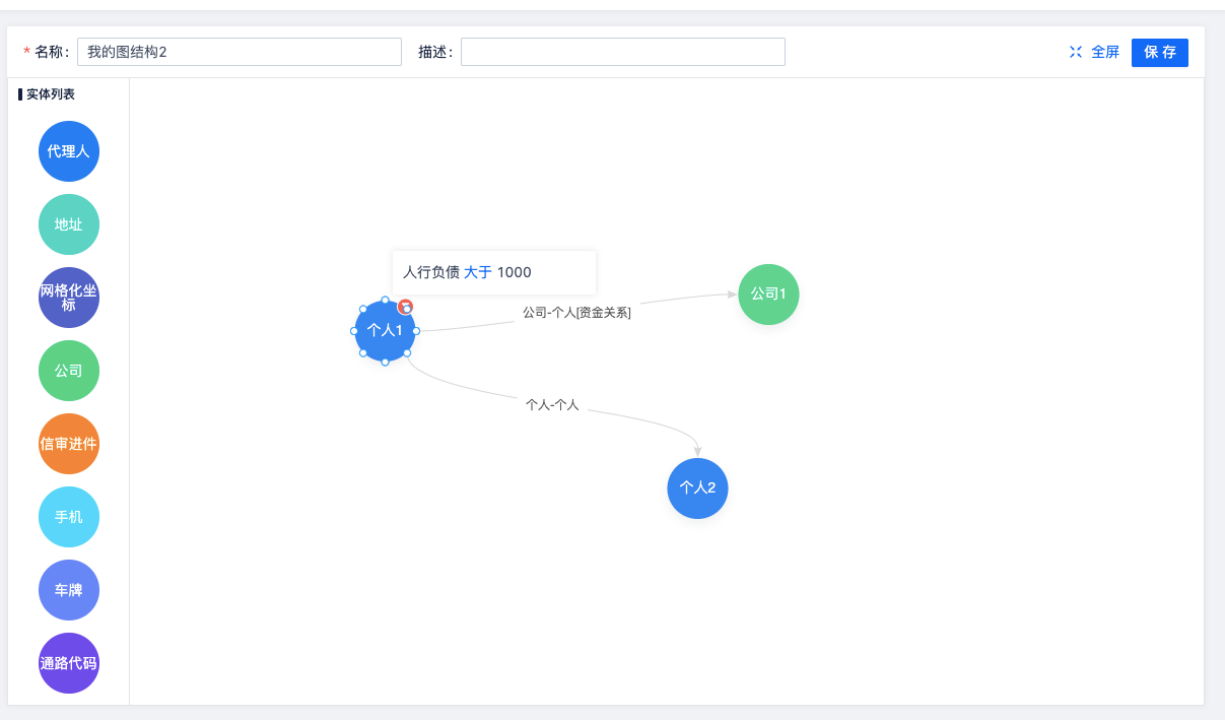 * 名称: 我的图结构2 描述: 全屏 保存
实体列表
代理人
地址
网格化坐
标
公司
信审进件
手机
车牌
通路代码
人行负债 大于 1000
个人1
公司-个人[资金关系]
公司1
个人-个人
个人2